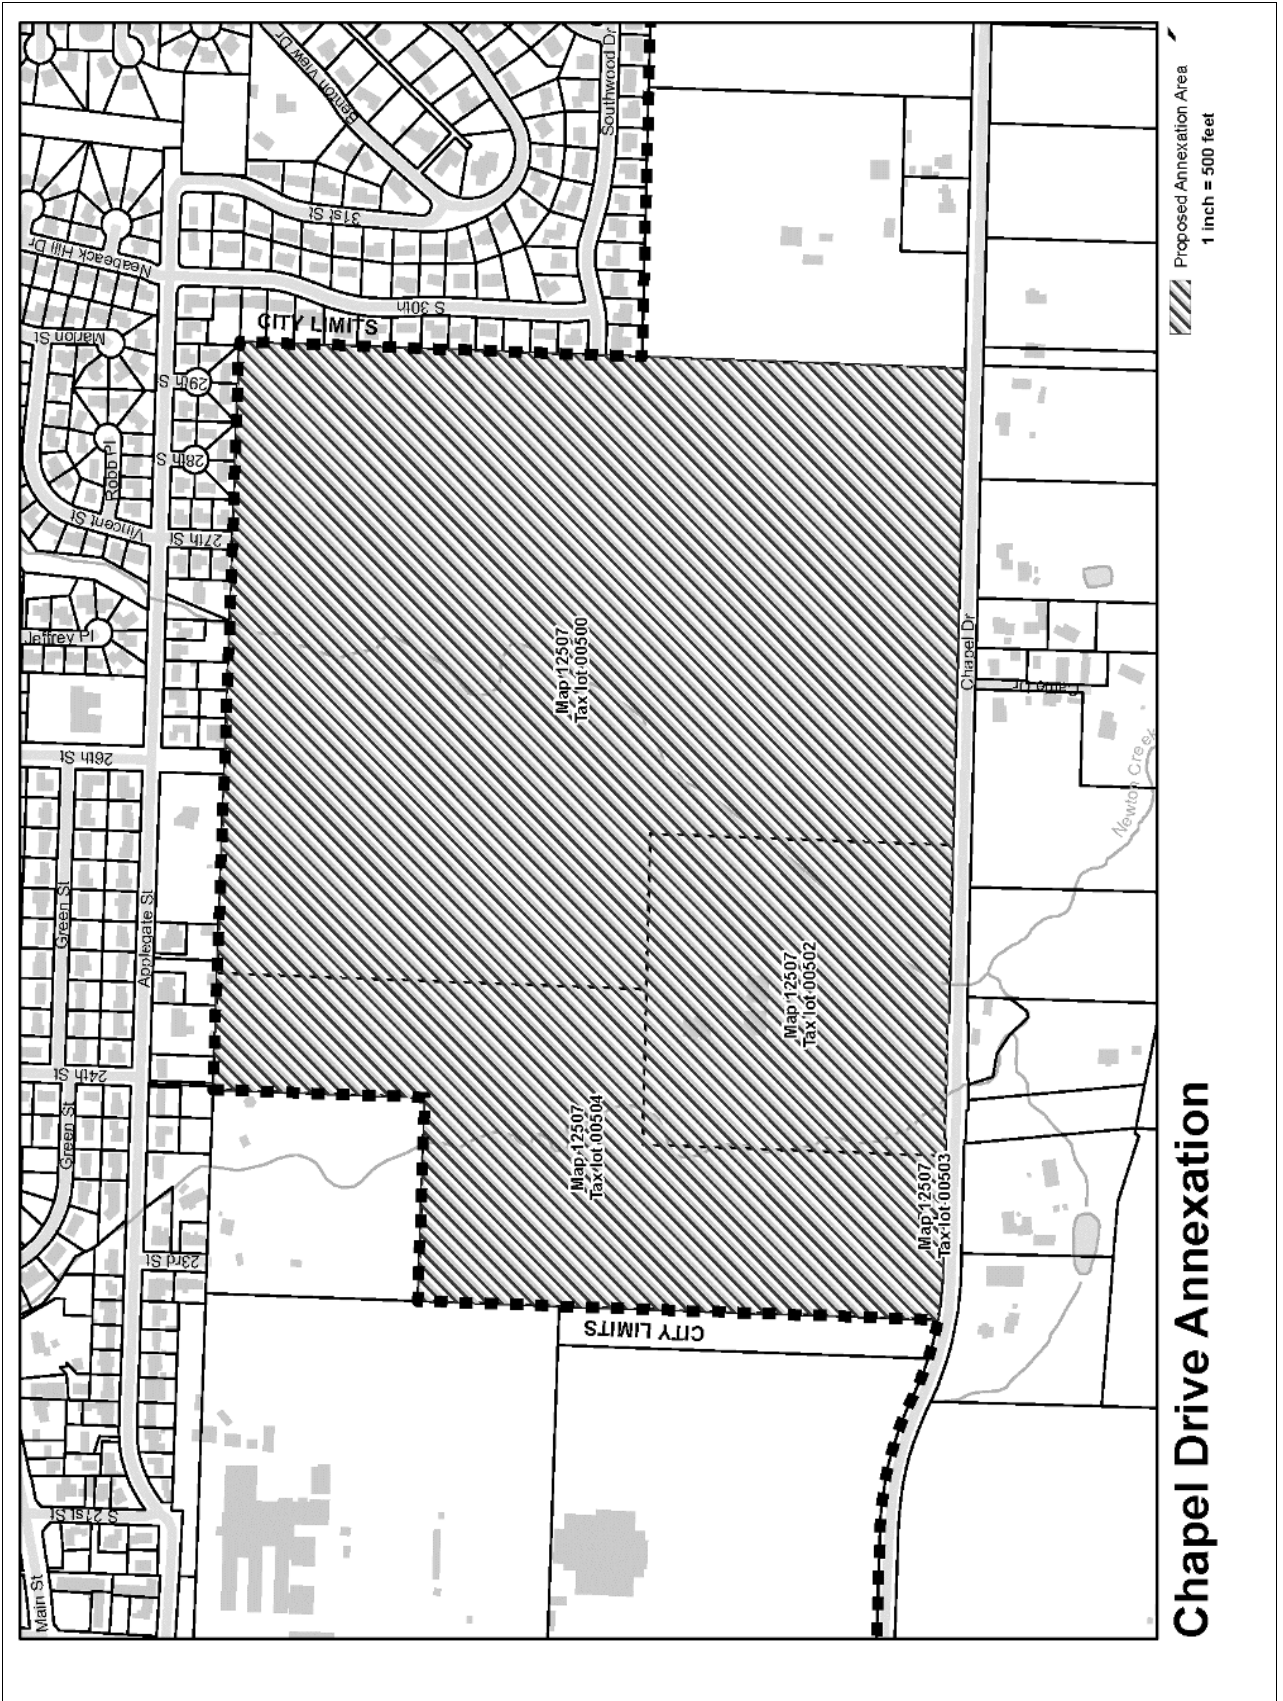 Chapel Drive Annexation
Proposed Annexation Area
1 inch = 500 feet
Main St
S 21st St
23rd St
Green St
24th St
Green St
Applegate St
26th St
Jeffrey Pl
Vincent St
27th St
Robb Pl
28th S
29th S
Marion St
Neabeack Hill Dr
31st St
S 30th
Benton View Dr
Southwood Dr
CITY LIMITS
CITY LIMITS
Map 12507
Tax lot 00500
Map 12507
Tax lot 00502
Map 12507
Tax lot 00504
Map 12507
Tax lot 00503
Chapel Dr
Newton Creek